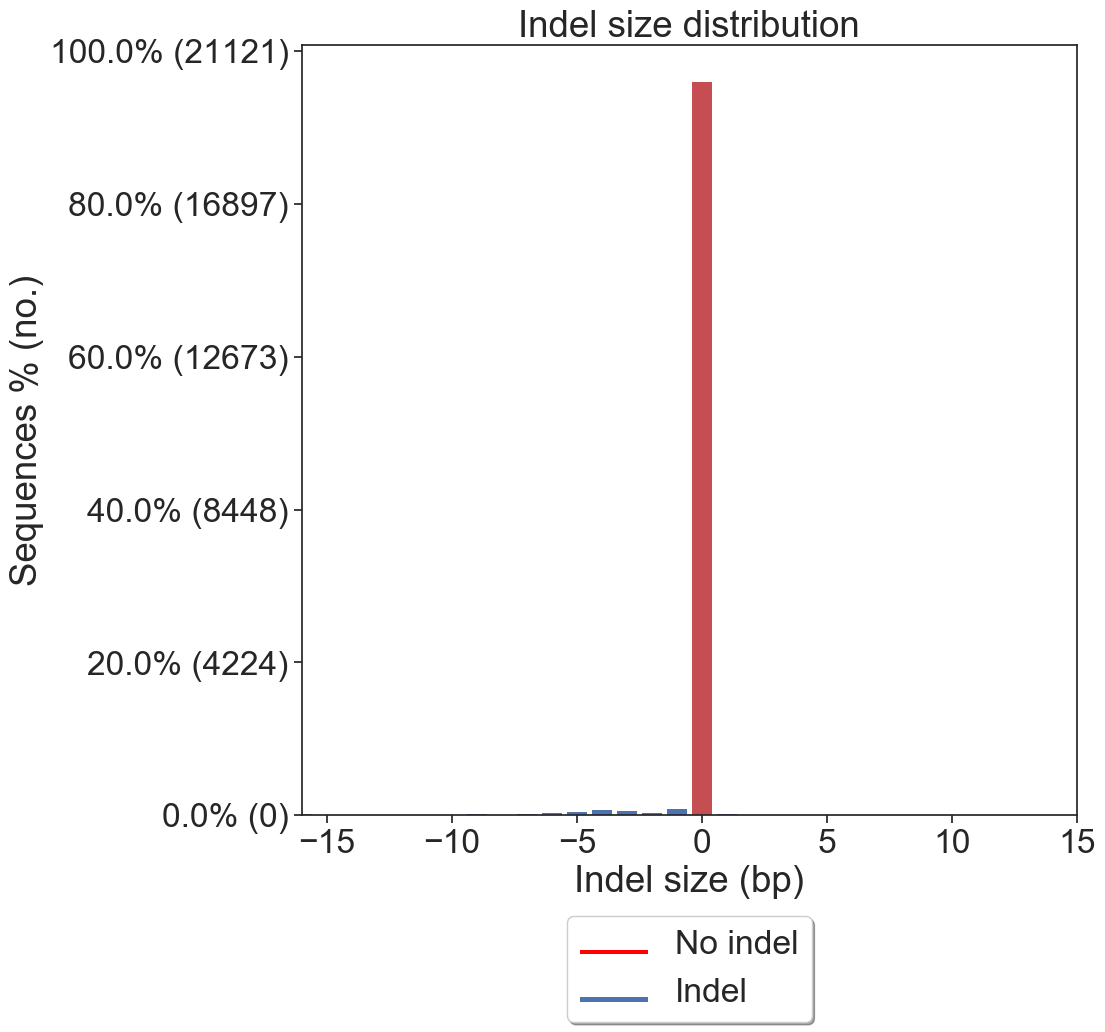 Indel size distribution
100.0% (21121)
80.0% (16897)
60.0% (12673)
40.0% (8448)
20.0% (4224)
0.0% (0)
Sequences % (no.)
−15 −10 −5 0 5 10 15
Indel size (bp)
No indel
Indel